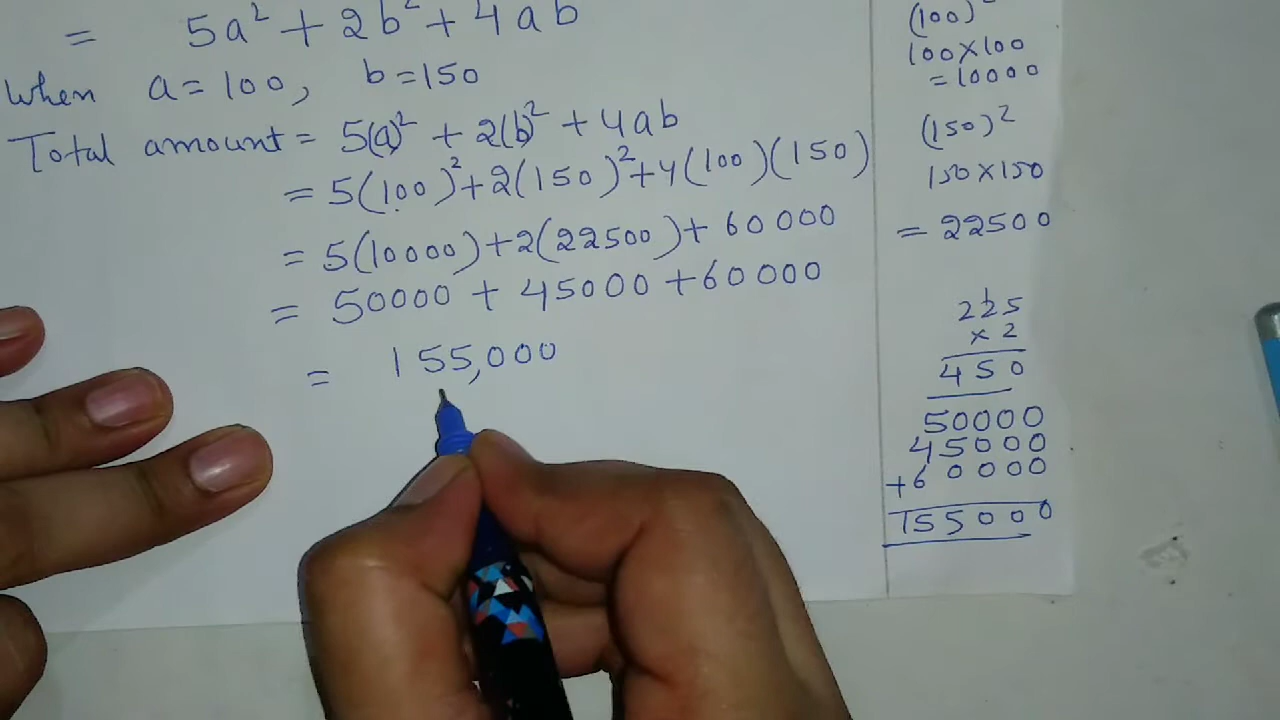 = 5a² + 2b² + 4ab
When a=100, b=150
Total amount = 5(a)² + 2(b)² + 4ab
= 5(100)² + 2(150)² + 4(100)(150)
= 5(10000) + 2(22500) + 60000
= 50000 + 45000 + 60000
= 155,000
(100)²
100×100
= 10000
(150)²
150×150
= 22500
1
225
×2
450
50000
45000
+60000
155000